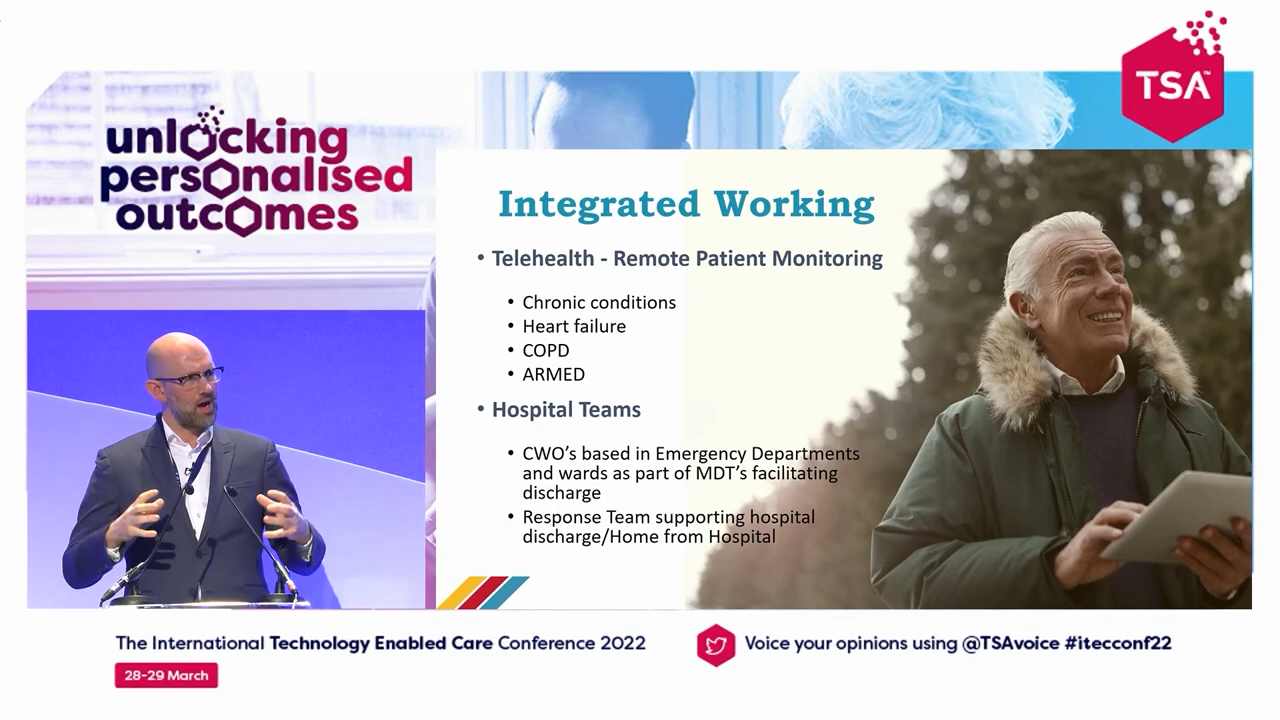 TSA™
unlocking
personalised
outcomes
Integrated Working
• Telehealth - Remote Patient Monitoring
• Chronic conditions
• Heart failure
• COPD
• ARMED
• Hospital Teams
• CWO’s based in Emergency Departments
and wards as part of MDT’s facilitating
discharge
• Response Team supporting hospital
discharge/Home from Hospital
The International Technology Enabled Care Conference 2022
28-29 March
Voice your opinions using @TSAvoice #itecconf22